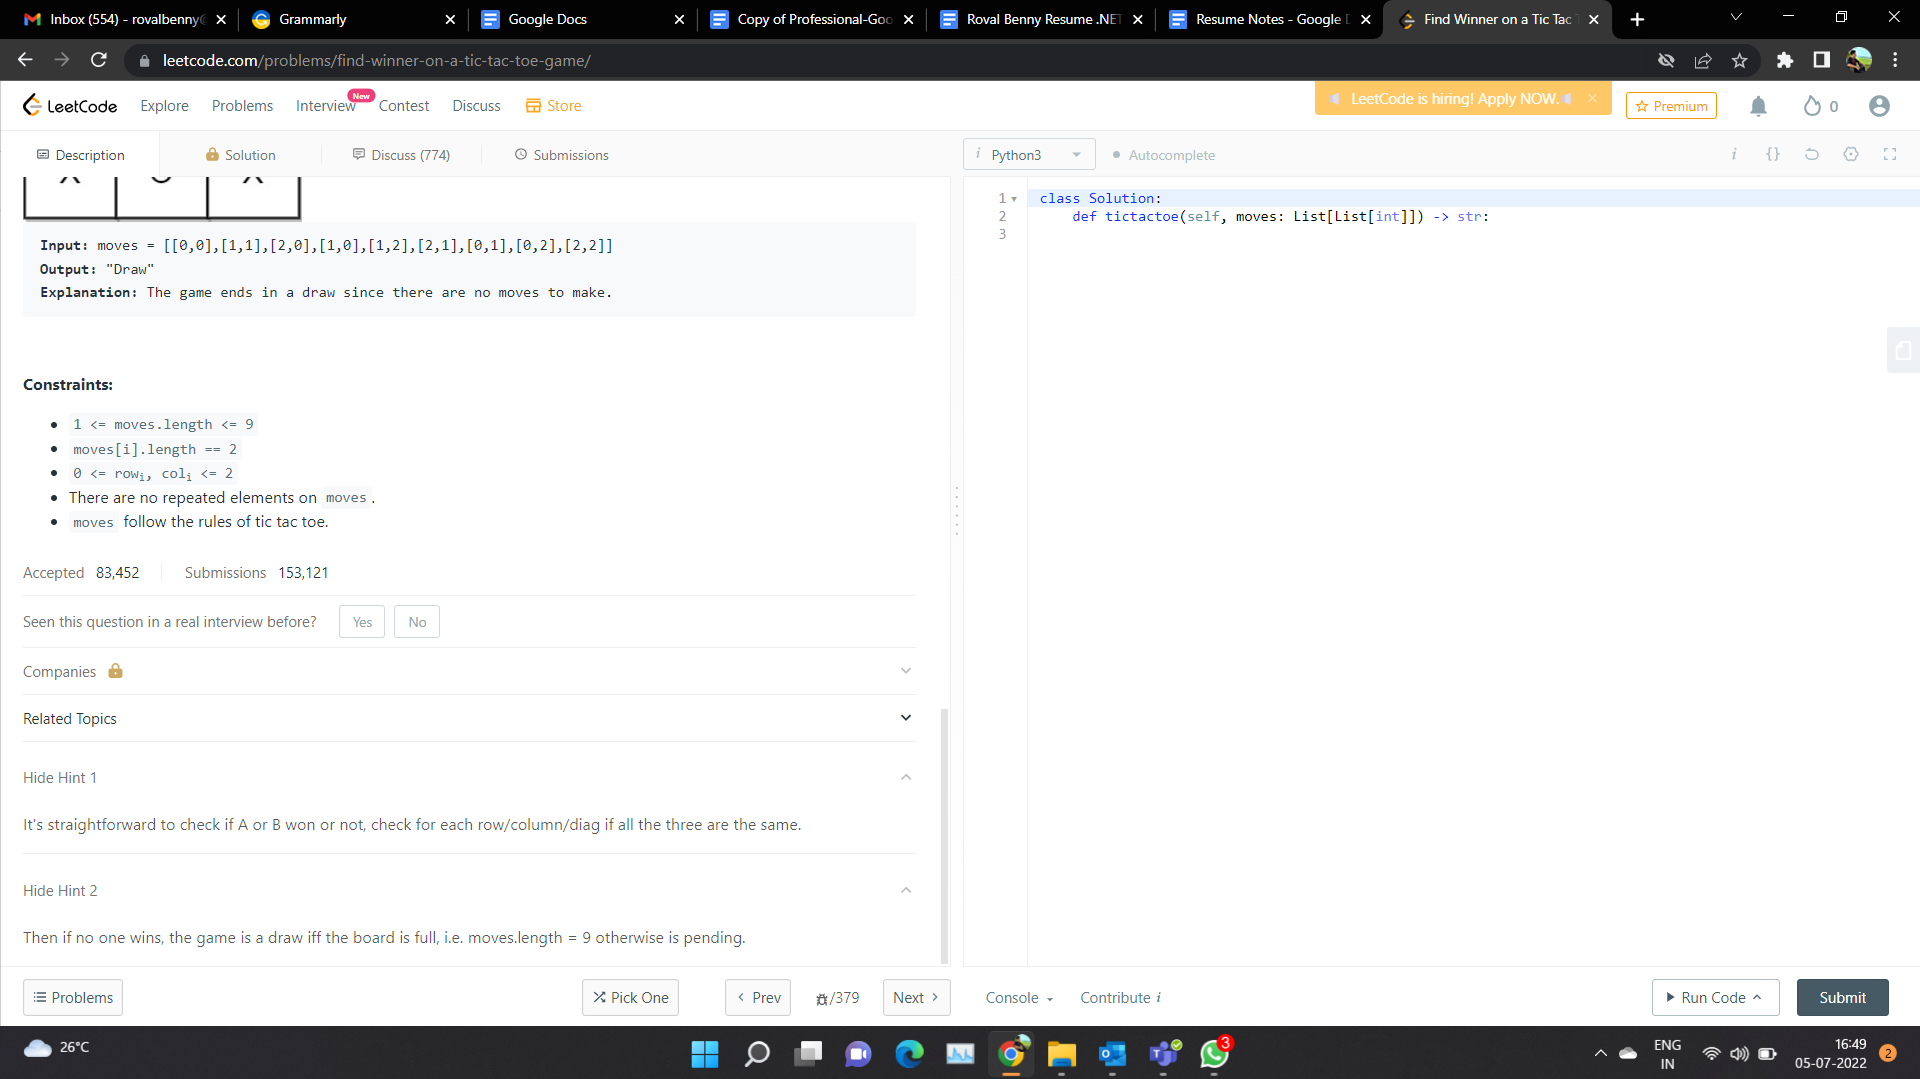 Inbox (554) - rovalbenny@
Grammarly
Google Docs
Copy of Professional-Goo
Roval Benny Resume .NET
Resume Notes - Google D
Find Winner on a Tic Tac T
leetcode.com/problems/find-winner-on-a-tic-tac-toe-game/
LeetCode
Explore
Problems
Interview
New
Contest
Discuss
Store
LeetCode is hiring! Apply NOW.
Premium
0
Description
Solution
Discuss (774)
Submissions
Python3
Autocomplete
Input: moves = [[0,0],[1,1],[2,0],[1,0],[1,2],[2,1],[0,1],[0,2],[2,2]]
Output: "Draw"
Explanation: The game ends in a draw since there are no moves to make.
Constraints:
1 <= moves.length <= 9
moves[i].length == 2
0 <= rowi, coli <= 2
There are no repeated elements on moves.
moves follow the rules of tic tac toe.
Accepted 83,452 Submissions 153,121
Seen this question in a real interview before? Yes No
Companies
Related Topics
Hide Hint 1
It's straightforward to check if A or B won or not, check for each row/column/diag if all the three are the same.
Hide Hint 2
Then if no one wins, the game is a draw iff the board is full, i.e. moves.length = 9 otherwise is pending.
1 class Solution:
2 def tictactoe(self, moves: List[List[int]]) -> str:
3
Problems
Pick One
Prev
/379
Next
Console
Contribute i
Run Code
Submit
26°C
3
ENG
IN
16:49
05-07-2022
2